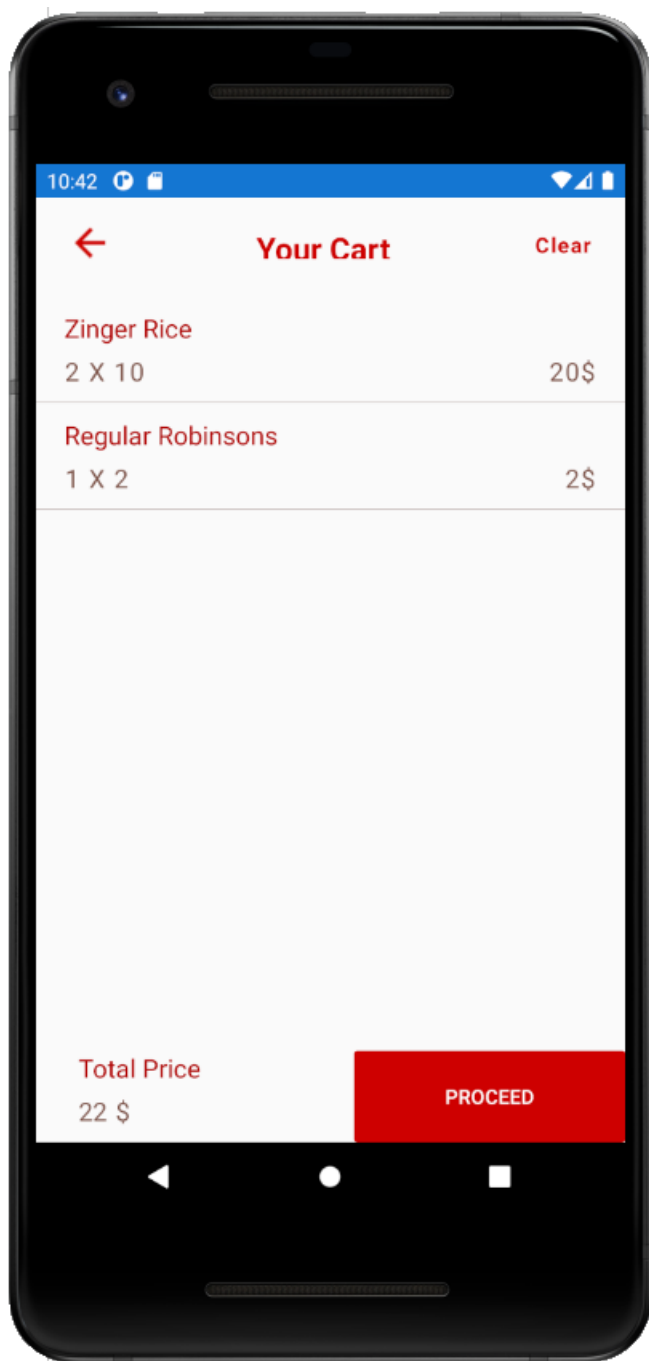 10:42
Your Cart
Clear
Zinger Rice
2 X 10
20$
Regular Robinsons
1 X 2
2$
Total Price
22 $
PROCEED